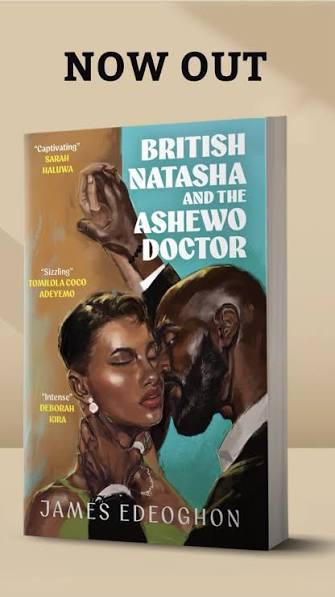 NOW OUT
"Captivating"
SARAH
HALUWA
BRITISH
NATASHA
AND THE
ASHEWO
DOCTOR
"Sizzling"
TOMILOLA COCO
ADEYEMO
"Intense"
DEBORAH
KIRA
JAMES EDEOGHON